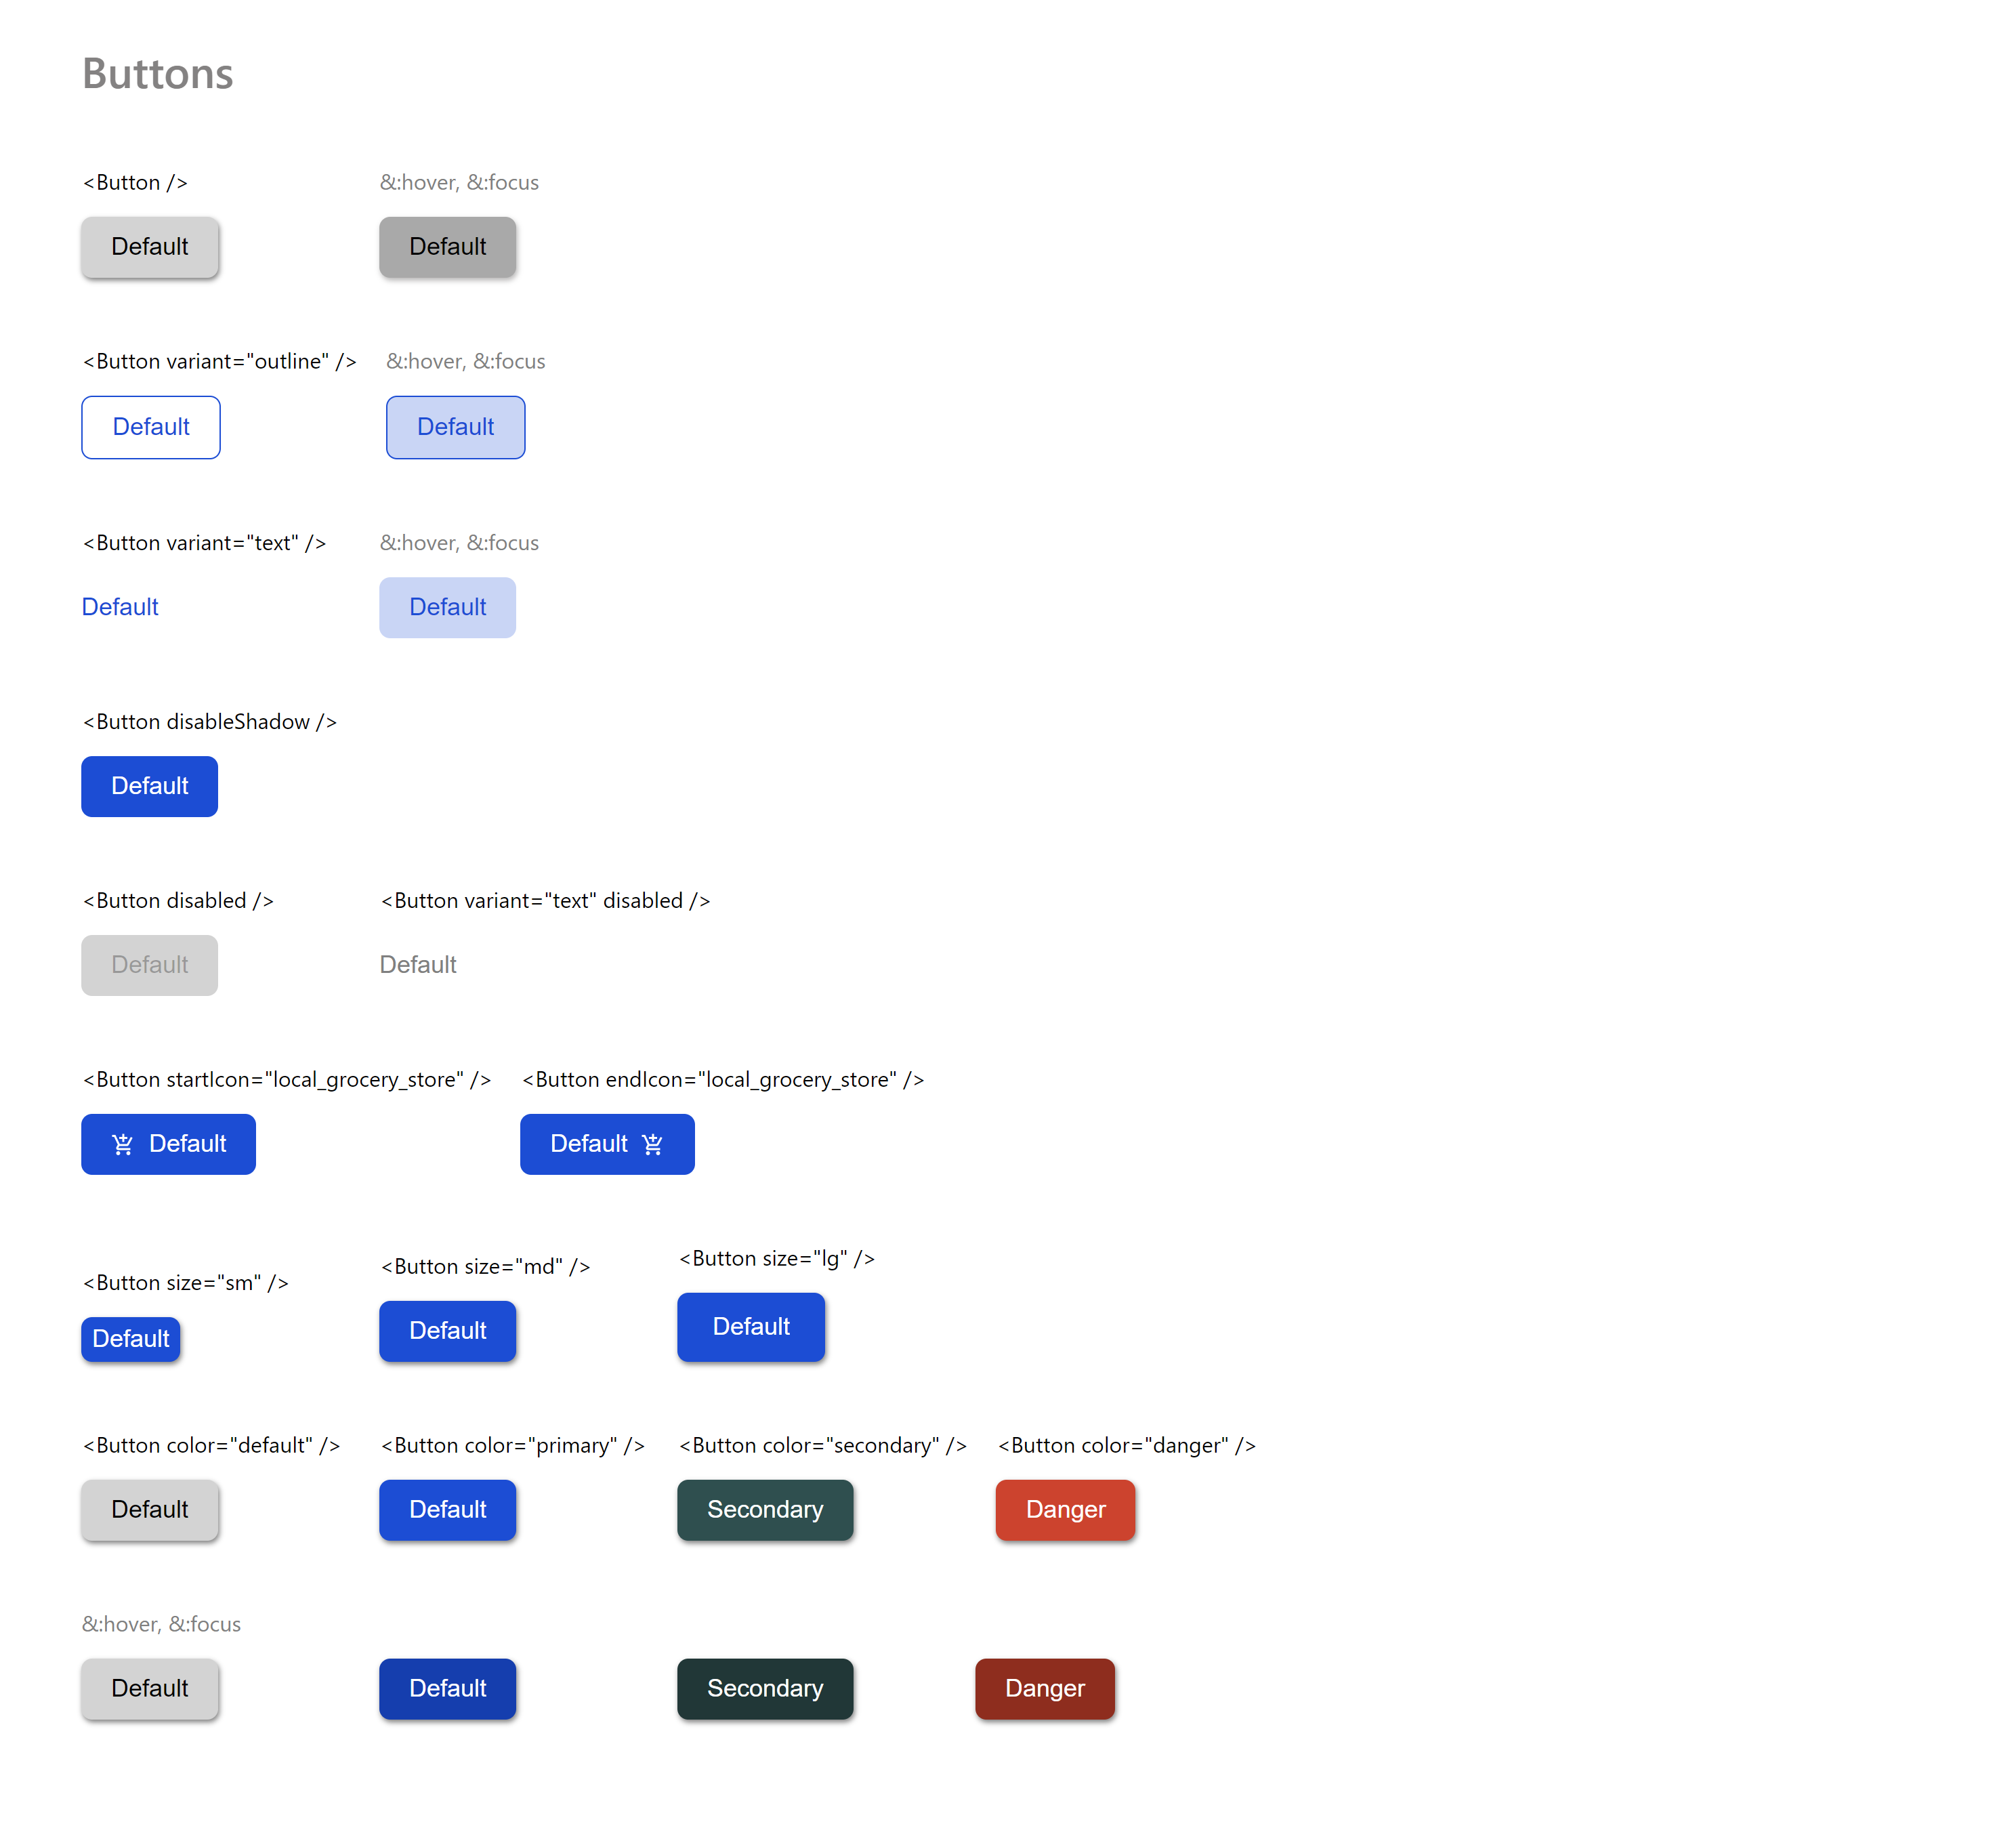 Buttons
<Button />
&:hover, &:focus
Default
Default
<Button variant="outline" />
&:hover, &:focus
Default
Default
<Button variant="text" />
&:hover, &:focus
Default
Default
<Button disableShadow />
Default
<Button disabled />
<Button variant="text" disabled />
Default
Default
<Button startIcon="local_grocery_store" />
<Button endIcon="local_grocery_store" />
Default
Default
<Button size="sm" />
<Button size="md" />
<Button size="lg" />
Default
Default
Default
<Button color="default" />
<Button color="primary" />
<Button color="secondary" />
<Button color="danger" />
Default
Default
Secondary
Danger
&:hover, &:focus
Default
Default
Secondary
Danger